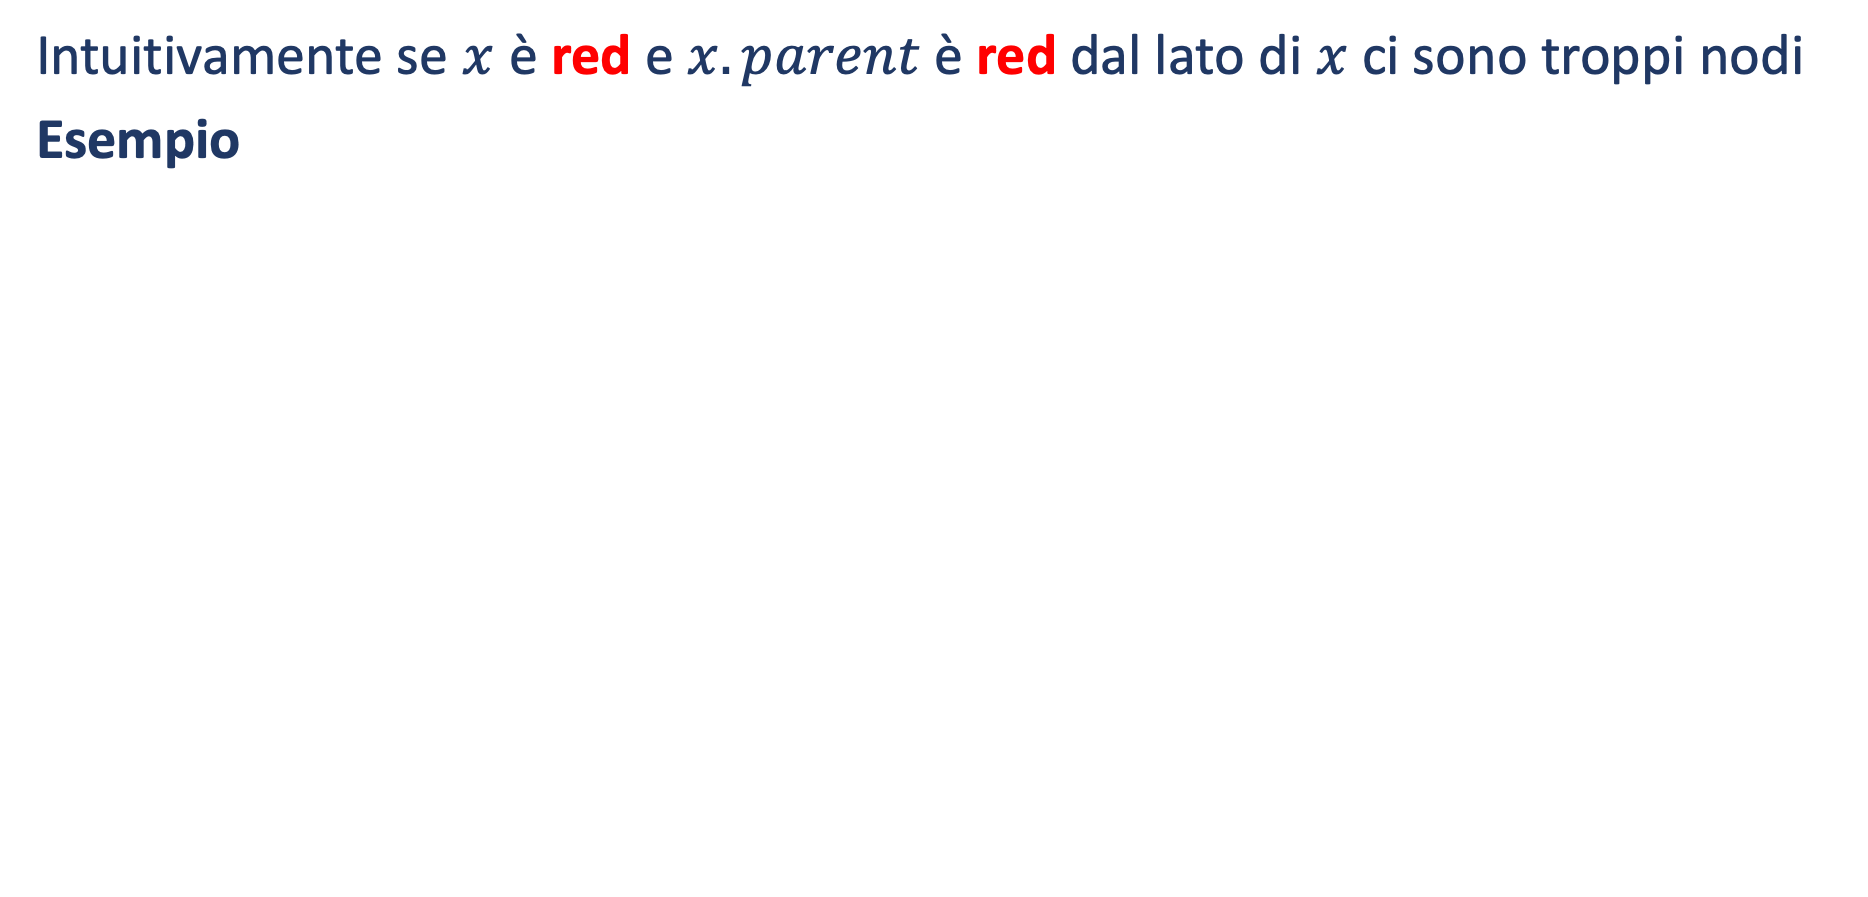 Intuitivamente se x è red e x.parent è red dal lato di x ci sono troppi nodi
Esempio